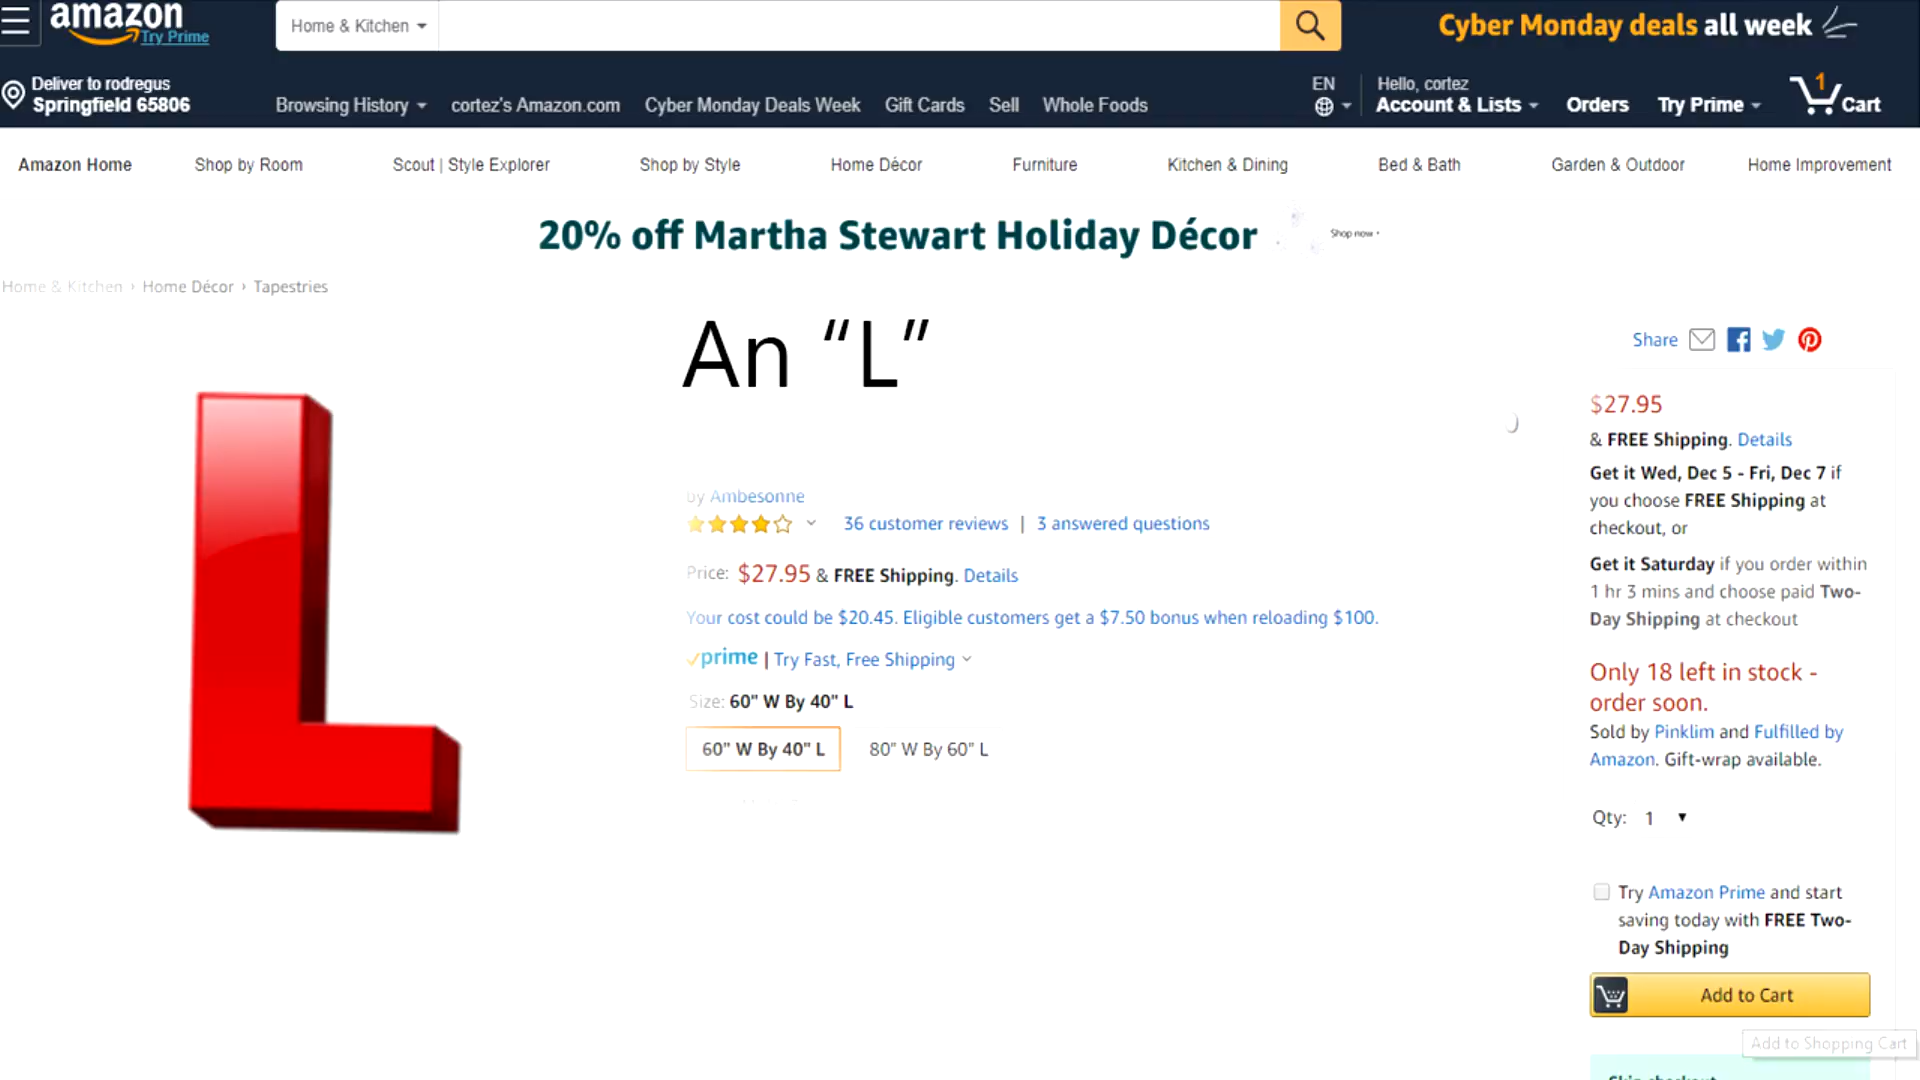 amazon
Try Prime
Home & Kitchen
Cyber Monday deals all week
Deliver to rodregus
Springfield 65806
Browsing History
cortez's Amazon.com
Cyber Monday Deals Week
Gift Cards
Sell
Whole Foods
EN
Hello, cortez
Account & Lists
Orders
Try Prime
1
Cart
Amazon Home
Shop by Room
Scout | Style Explorer
Shop by Style
Home Décor
Furniture
Kitchen & Dining
Bed & Bath
Garden & Outdoor
Home Improvement
20% off Martha Stewart Holiday Décor
Shop now
Home & Kitchen › Home Décor › Tapestries
L
An “L”
by Ambesonne
36 customer reviews | 3 answered questions
Price: $27.95 & FREE Shipping. Details
Your cost could be $20.45. Eligible customers get a $7.50 bonus when reloading $100.
prime | Try Fast, Free Shipping
Size: 60" W By 40" L
60" W By 40" L
80" W By 60" L
Share
$27.95
& FREE Shipping. Details
Get it Wed, Dec 5 - Fri, Dec 7 if
you choose FREE Shipping at
checkout, or
Get it Saturday if you order within
1 hr 3 mins and choose paid Two-
Day Shipping at checkout
Only 18 left in stock -
order soon.
Sold by Pinklim and Fulfilled by
Amazon. Gift-wrap available.
Qty: 1
Try Amazon Prime and start
saving today with FREE Two-
Day Shipping
Add to Cart
Add to Shopping Cart